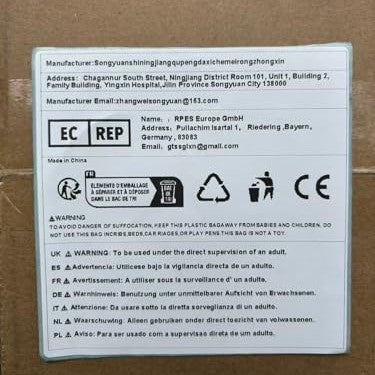 Manufacturer:Songyuanshiningjiangqupengdaxichemeirongzhongxin
Address： Chagannur South Street, Ningjiang District Room 101, Unit 1, Building 2,
Family Building, Yingxin Hospital,Jilin Province Songyuan City 138000
Manufacturer Email:zhangweisongyuan@163.com
EC REP
Name： RPES Europe GmbH
Address： Pullachim Isartal 1， Riedering ,Bayern，
Germany , 83083
Email： gtssglxn@gmail.com
Made in China
FR
ÉLÉMENTS D'EMBALLAGE
À SÉPARER ET À DÉPOSER
DANS LE BAC DE TRI
BAC DE TRI
CE
⚠WARNING
TO AVOID DANGER OF SUFFOCATION, KEEP THIS PLASTIC BAGAWAY FROM BABIES AND CHILDREN. DO
NOT USE THIS BAG INCRIBS,BEDS,CARRIAGES,OR PLAY PENS.THIS BAG IS NOT A TOY.
UK ⚠ WARNING: To be used under the direct supervision of an adult.
ES ⚠ Advertencia: Utilícese bajo la vigilancia directa de un adulto.
FR ⚠ Avertissement: A utiliser sous la surveillance d' un adulte.
DE ⚠ Warnhinweis: Benutzung unter unmittelbarer Aufsicht von Erwachsenen.
IT ⚠ Attenzione: Da usare sotto la diretta sorveglianza di un adulto.
NL ⚠ Waarschuwing: Alleen gebruiken onder direct toezicht van volwassenen.
PL ⚠ Aviso: Para ser usado com a supervisao direta de um adulto.